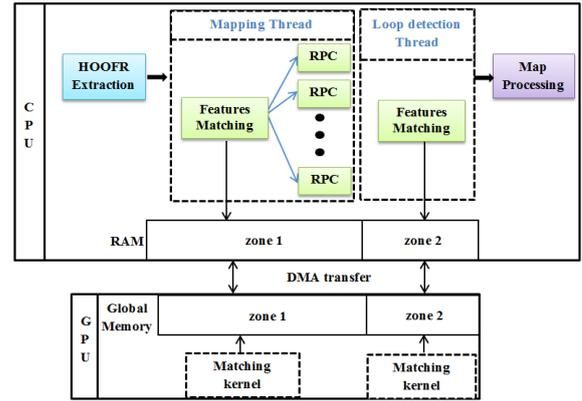 Mapping Thread
Loop detection
Thread
HOOFR
Extraction
RPC
RPC
RPC
Features
Matching
Features
Matching
Map
Processing
C
P
U
RAM
zone 1
zone 2
DMA transfer
G
P
U
Global
Memory
zone 1
zone 2
Matching
kernel
Matching
kernel